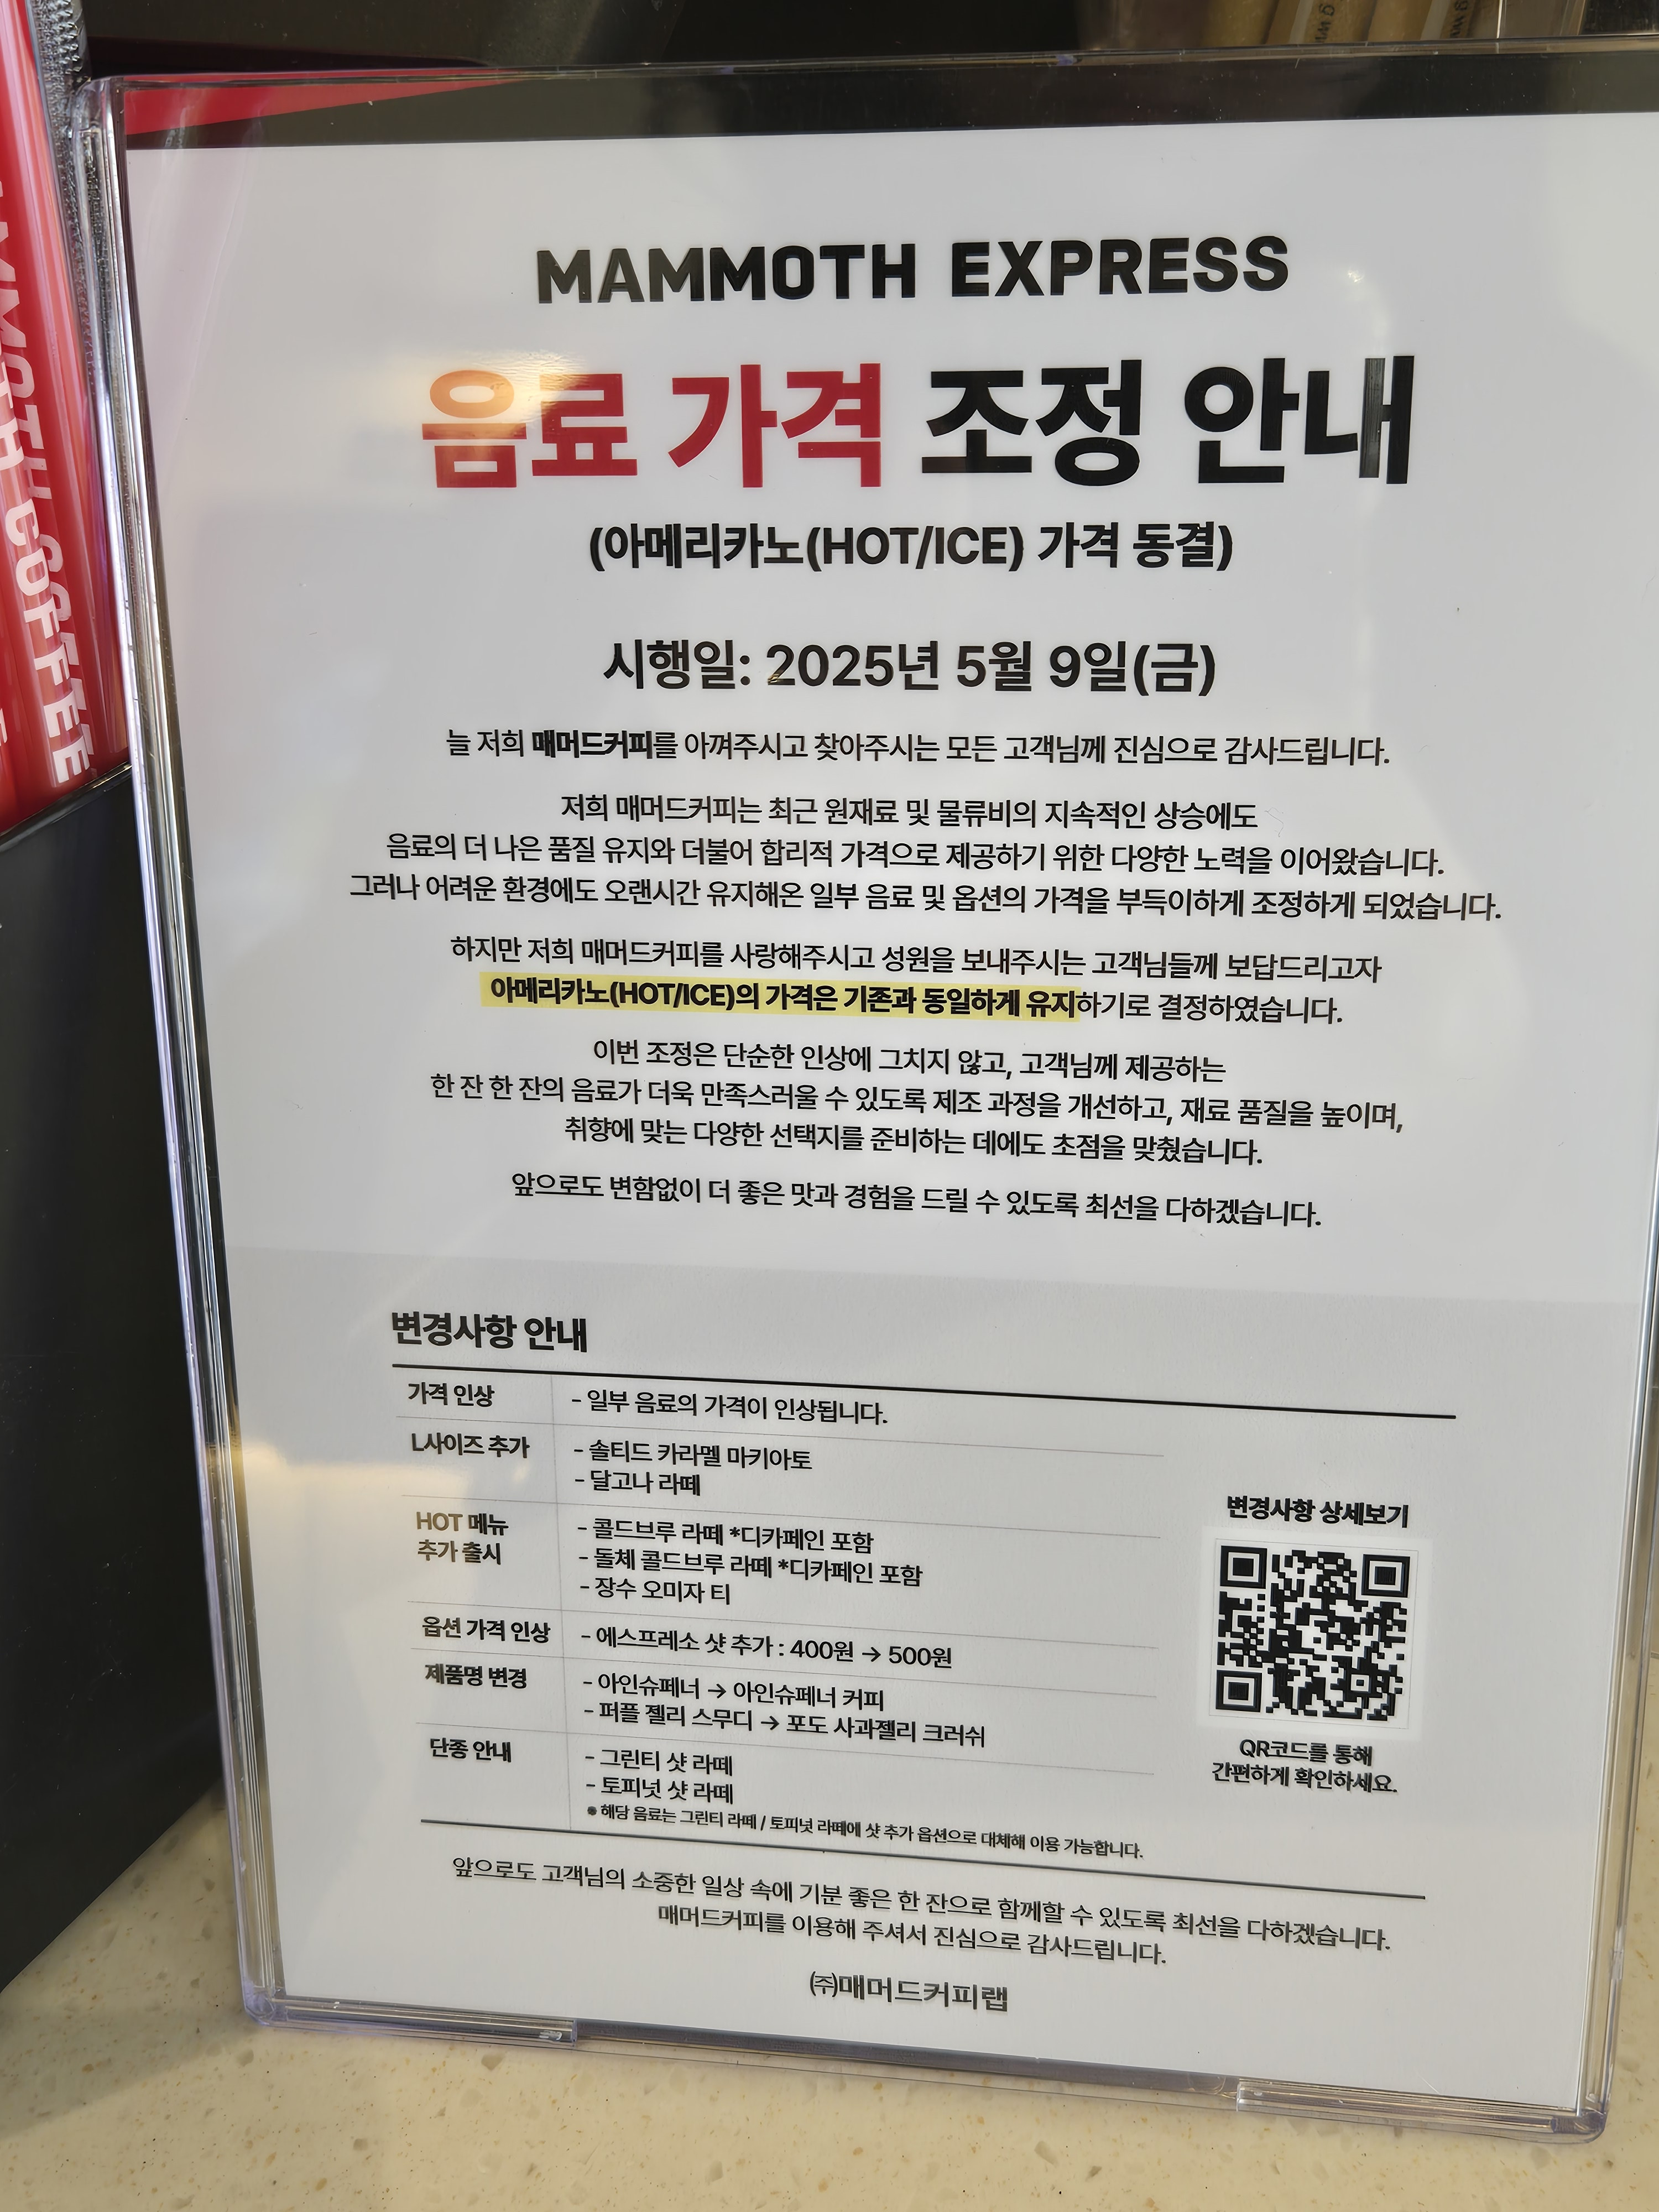 MAMMOTH COFFEE
MAMMOTH EXPRESS
음료 가격 조정 안내
(아메리카노(HOT/ICE) 가격 동결)
시행일: 2025년 5월 9일(금)
늘 저희 매머드커피를 아껴주시고 찾아주시는 모든 고객님께 진심으로 감사드립니다.
저희 매머드커피는 최근 원재료 및 물류비의 지속적인 상승에도
음료의 더 나은 품질 유지와 더불어 합리적 가격으로 제공하기 위한 다양한 노력을 이어왔습니다.
그러나 어려운 환경에도 오랜시간 유지해온 일부 음료 및 옵션의 가격을 부득이하게 조정하게 되었습니다.
하지만 저희 매머드커피를 사랑해주시고 성원을 보내주시는 고객님들께 보답드리고자
아메리카노(HOT/ICE)의 가격은 기존과 동일하게 유지하기로 결정하였습니다.
이번 조정은 단순한 인상에 그치지 않고, 고객님께 제공하는
한 잔 한 잔의 음료가 더욱 만족스러울 수 있도록 제조 과정을 개선하고, 재료 품질을 높이며,
취향에 맞는 다양한 선택지를 준비하는 데에도 초점을 맞췄습니다.
앞으로도 변함없이 더 좋은 맛과 경험을 드릴 수 있도록 최선을 다하겠습니다.
변경사항 안내
가격 인상
- 일부 음료의 가격이 인상됩니다.
L사이즈 추가
- 솔티드 카라멜 마키아토
- 달고나 라떼
HOT 메뉴
추가 출시
- 콜드브루 라떼 *디카페인 포함
- 돌체 콜드브루 라떼 *디카페인 포함
- 장수 오미자 티
옵션 가격 인상
- 에스프레소 샷 추가 : 400원 → 500원
제품명 변경
- 아인슈페너 → 아인슈페너 커피
- 퍼플 젤리 스무디 → 포도 사과젤리 크러쉬
단종 안내
- 그린티 샷 라떼
- 토피넛 샷 라떼
※ 해당 음료는 그린티 라떼 / 토피넛 라떼에 샷 추가 옵션으로 대체해 이용 가능합니다.
변경사항 상세보기
QR코드를 통해
간편하게 확인하세요.
앞으로도 고객님의 소중한 일상 속에 기분 좋은 한 잔으로 함께할 수 있도록 최선을 다하겠습니다.
매머드커피를 이용해 주셔서 진심으로 감사드립니다.
㈜매머드커피랩